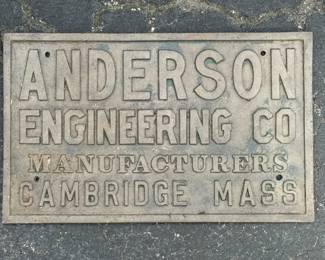 ANDERSON
ENGINEERING CO
MANUFACTURERS
CAMBRIDGE MASS